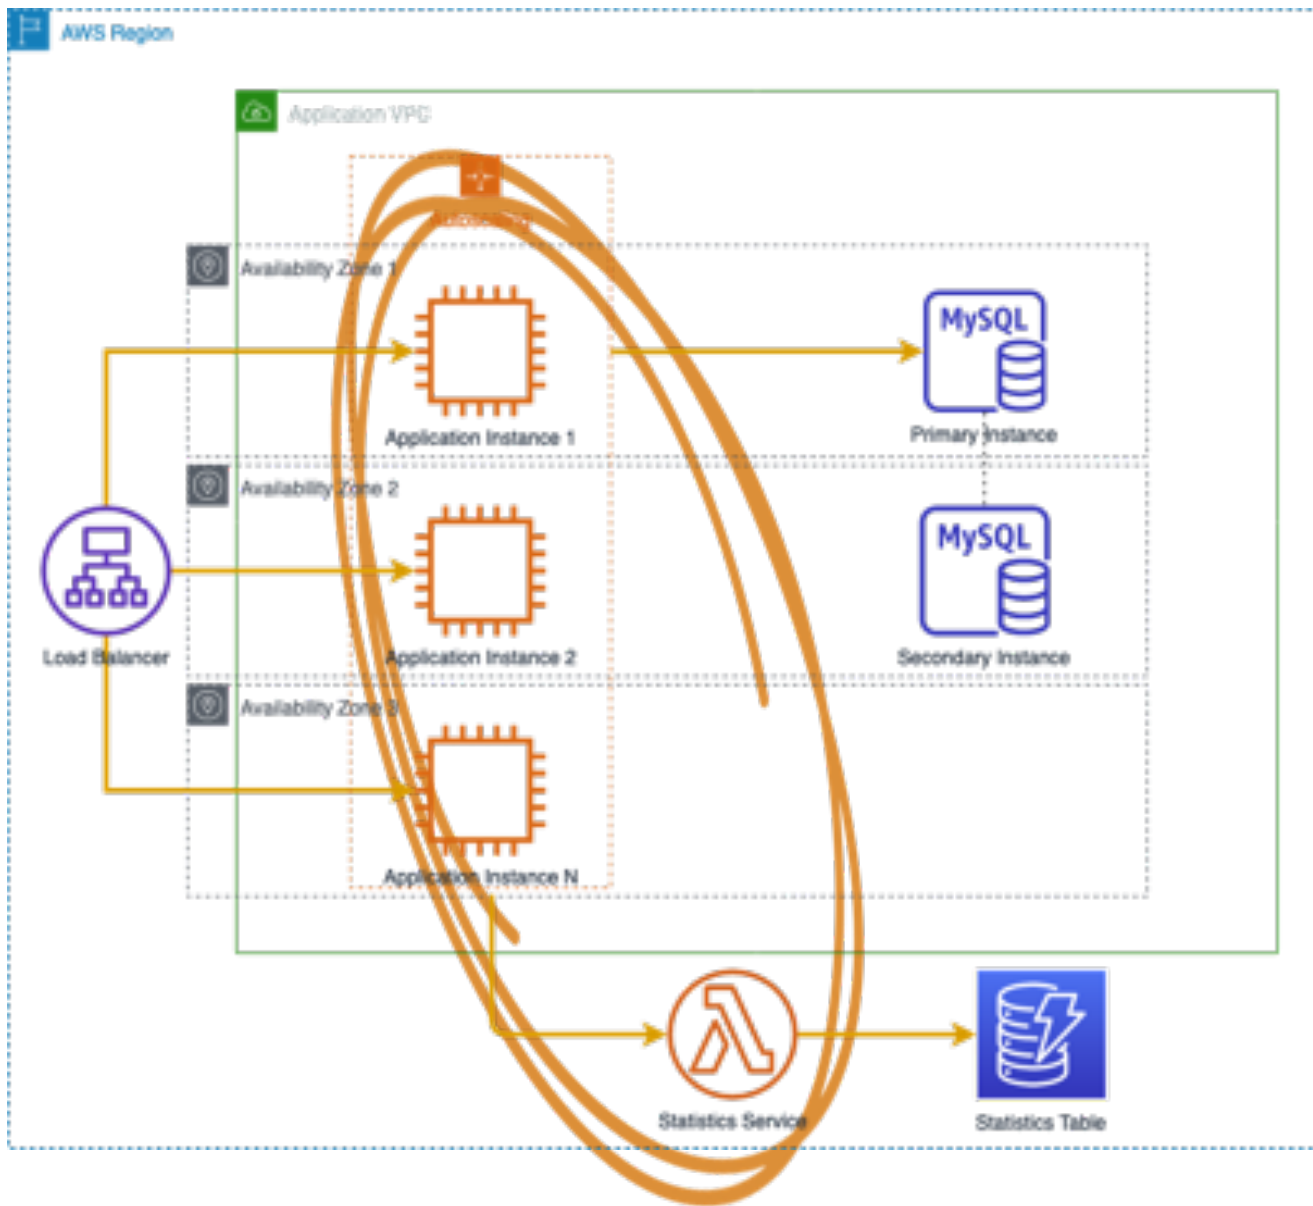 AWS Region
Application VPC
Autoscaling
Availability Zone 1
MySQL
Application Instance 1
Primary Instance
Availability Zone 2
MySQL
Load Balancer
Application Instance 2
Secondary Instance
Availability Zone 3
Application Instance N
Statistics Service
Statistics Table